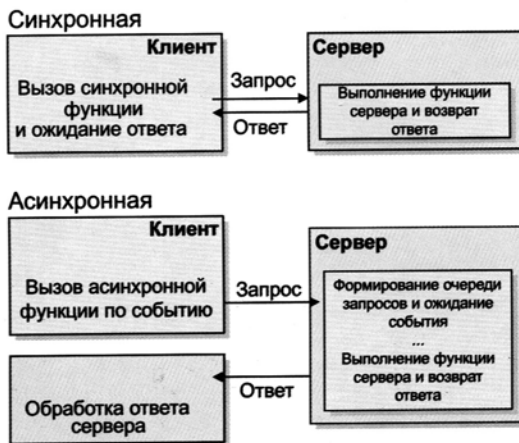 Синхронная
Клиент
Вызов синхронной
функции
и ожидание ответа
Запрос
Ответ
Сервер
Выполнение функции
сервера и возврат
ответа
Асинхронная
Клиент
Вызов асинхронной
функции по событию
Запрос
Сервер
Формирование очереди
запросов и ожидание
события
...
Выполнение функции
сервера и возврат
ответа
Ответ
Обработка ответа
сервера